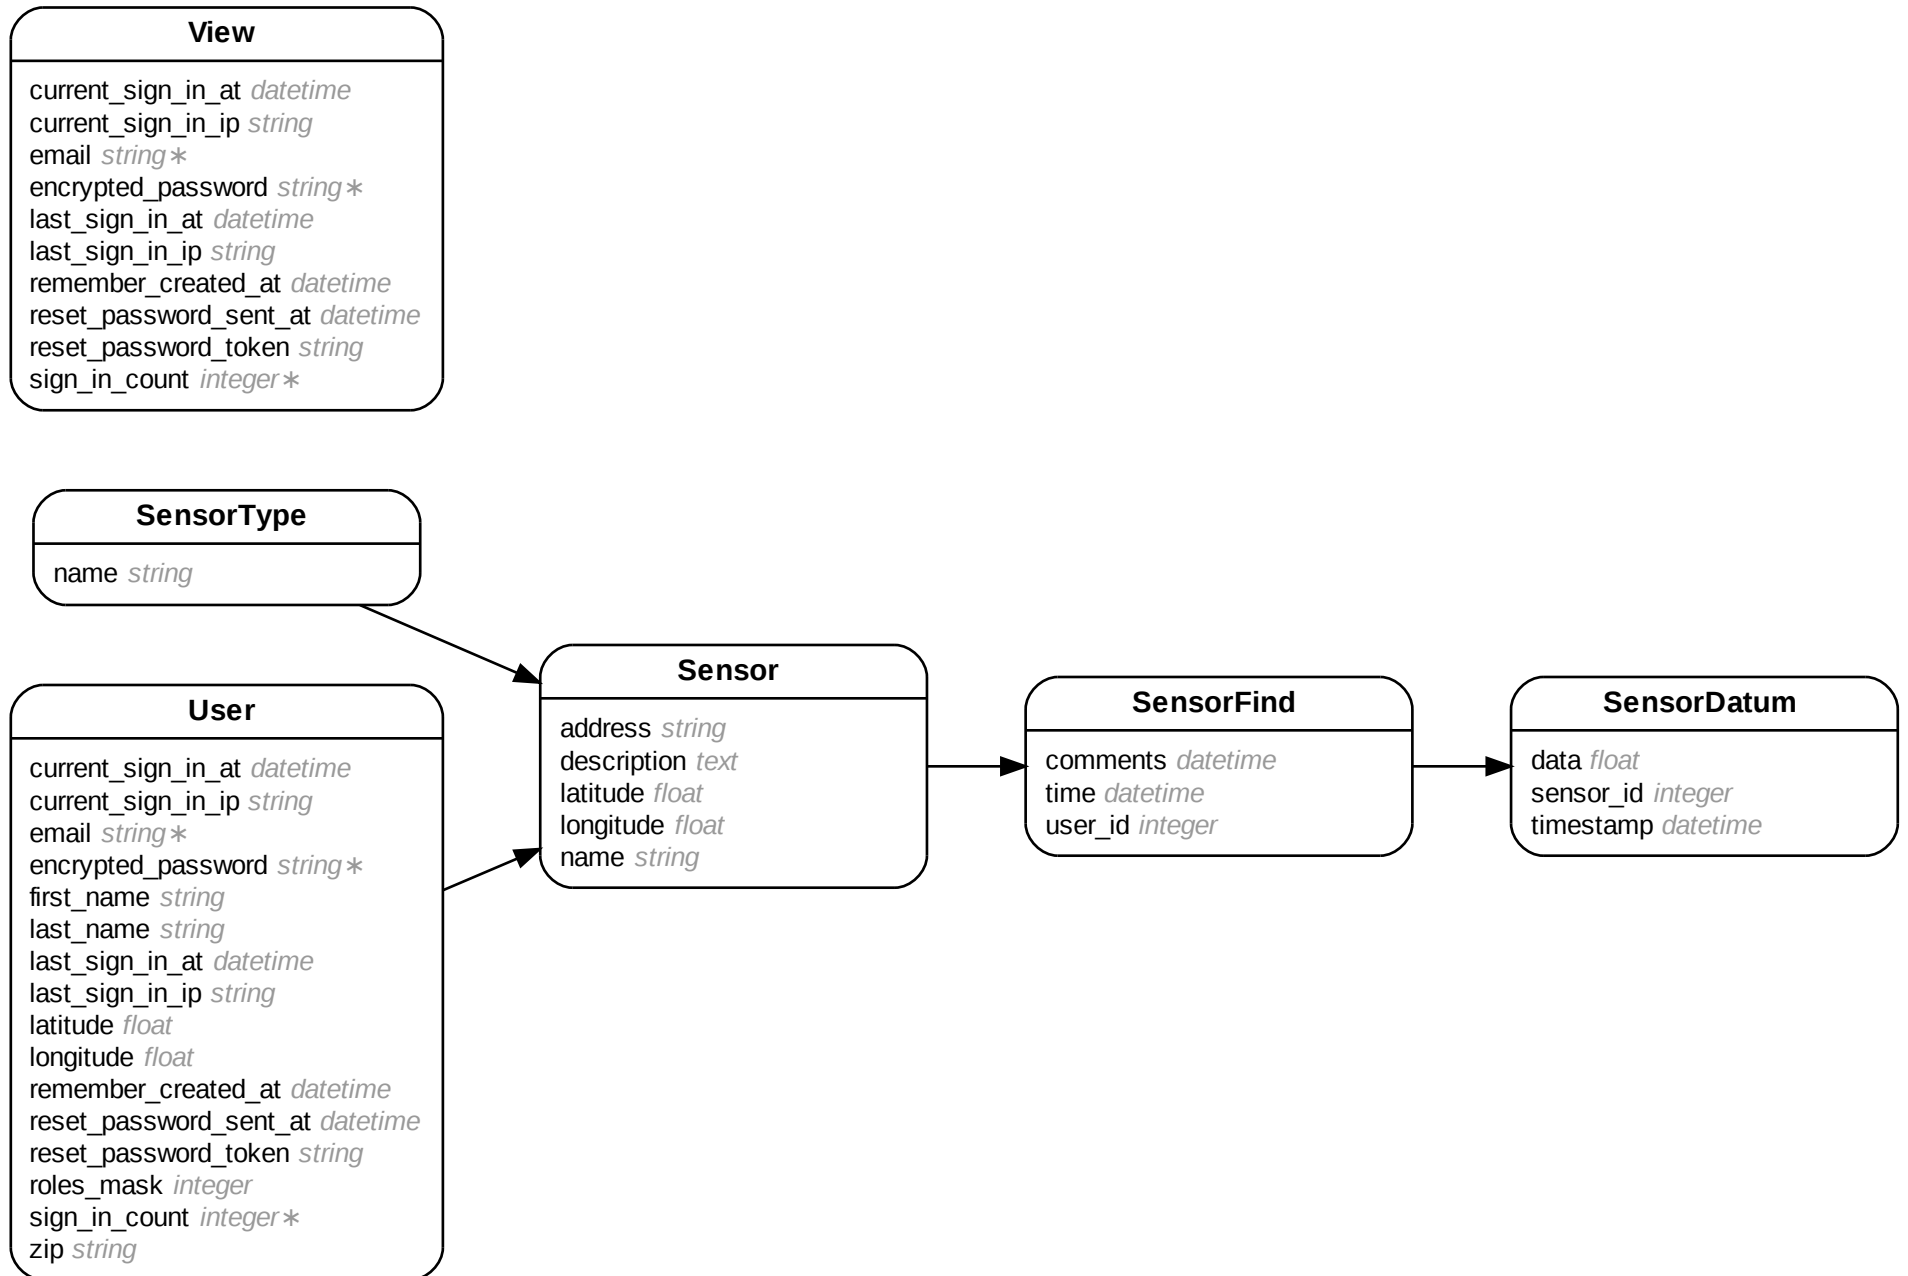 View
current_sign_in_at datetime
current_sign_in_ip string
email string∗
encrypted_password string∗
last_sign_in_at datetime
last_sign_in_ip string
remember_created_at datetime
reset_password_sent_at datetime
reset_password_token string
sign_in_count integer∗
SensorType
name string
User
current_sign_in_at datetime
current_sign_in_ip string
email string∗
encrypted_password string∗
first_name string
last_name string
last_sign_in_at datetime
last_sign_in_ip string
latitude float
longitude float
remember_created_at datetime
reset_password_sent_at datetime
reset_password_token string
roles_mask integer
sign_in_count integer∗
zip string
Sensor
address string
description text
latitude float
longitude float
name string
SensorFind
comments datetime
time datetime
user_id integer
SensorDatum
data float
sensor_id integer
timestamp datetime